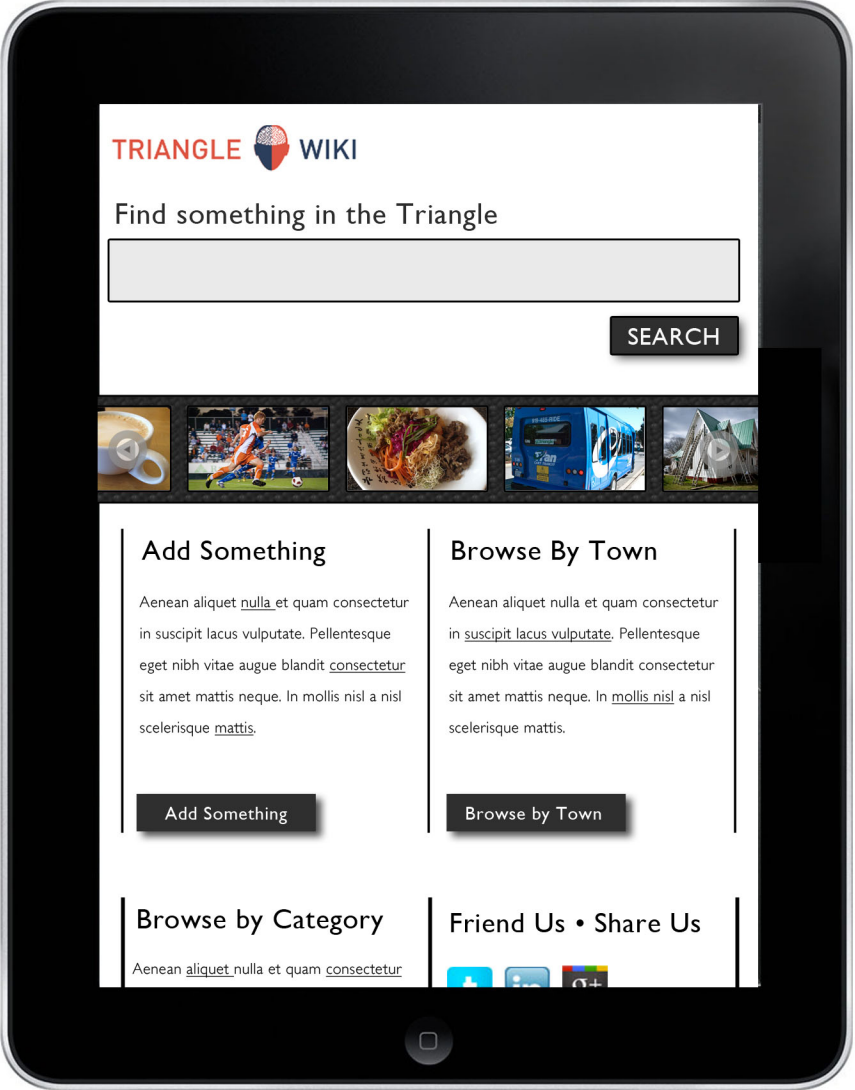 TRIANGLE WIKI
Find something in the Triangle
SEARCH
Add Something
Aenean aliquet nulla et quam consectetur
in suscipit lacus vulputate. Pellentesque
eget nibh vitae augue blandit consectetur
sit amet mattis neque. In mollis nisl a nisl
scelerisque mattis.
Add Something
Browse By Town
Aenean aliquet nulla et quam consectetur
in suscipit lacus vulputate. Pellentesque
eget nibh vitae augue blandit consectetur
sit amet mattis neque. In mollis nisl a nisl
scelerisque mattis.
Browse by Town
Browse by Category
Aenean aliquet nulla et quam consectetur
Friend Us • Share Us
t
in
g+